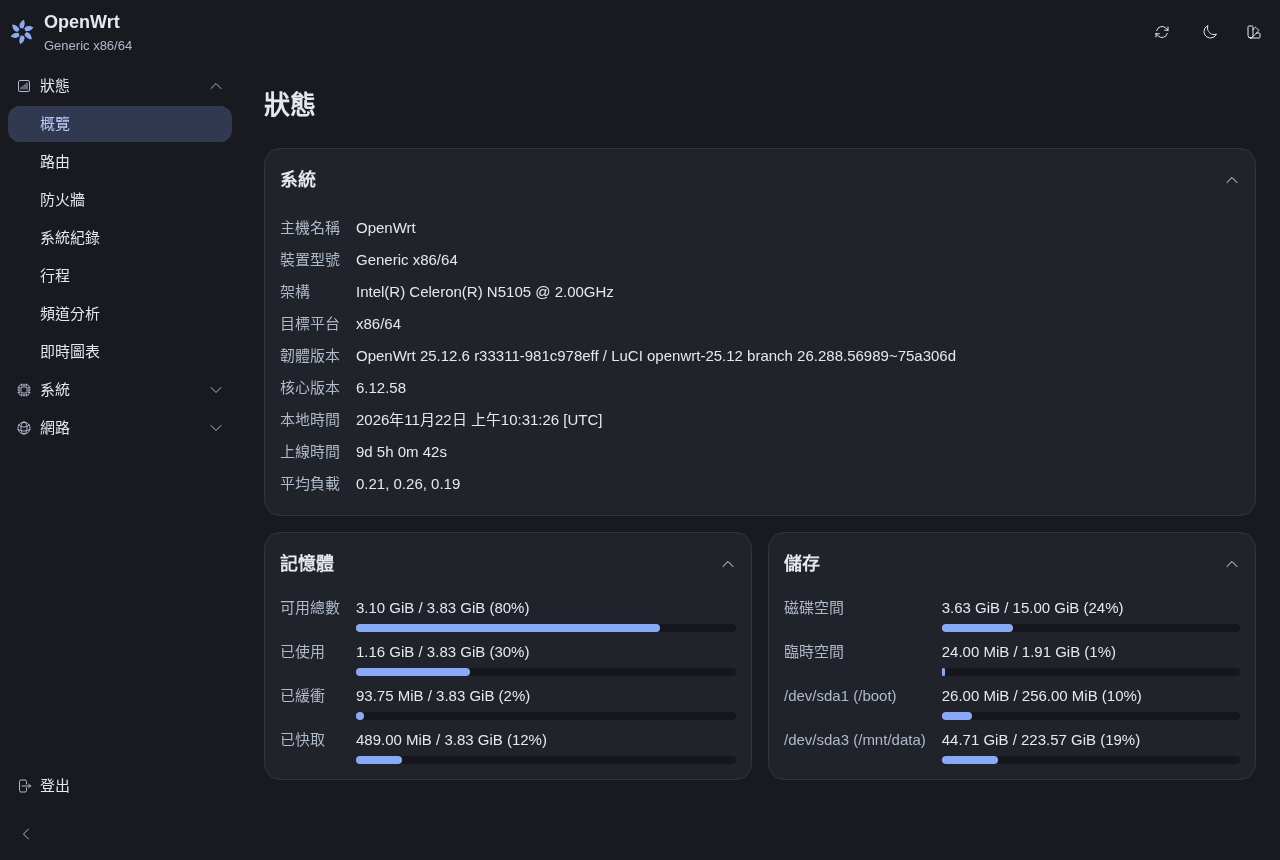 OpenWrt
Generic x86/64
狀態
概覽
路由
防火牆
系統紀錄
行程
頻道分析
即時圖表
系統
網路
登出
狀態
系統
主機名稱 OpenWrt
裝置型號 Generic x86/64
架構 Intel(R) Celeron(R) N5105 @ 2.00GHz
目標平台 x86/64
韌體版本 OpenWrt 25.12.6 r33311-981c978eff / LuCI openwrt-25.12 branch 26.288.56989~75a306d
核心版本 6.12.58
本地時間 2026年11月22日 上午10:31:26 [UTC]
上線時間 9d 5h 0m 42s
平均負載 0.21, 0.26, 0.19
記憶體
可用總數 3.10 GiB / 3.83 GiB (80%)
已使用 1.16 GiB / 3.83 GiB (30%)
已緩衝 93.75 MiB / 3.83 GiB (2%)
已快取 489.00 MiB / 3.83 GiB (12%)
儲存
磁碟空間 3.63 GiB / 15.00 GiB (24%)
臨時空間 24.00 MiB / 1.91 GiB (1%)
/dev/sda1 (/boot) 26.00 MiB / 256.00 MiB (10%)
/dev/sda3 (/mnt/data) 44.71 GiB / 223.57 GiB (19%)